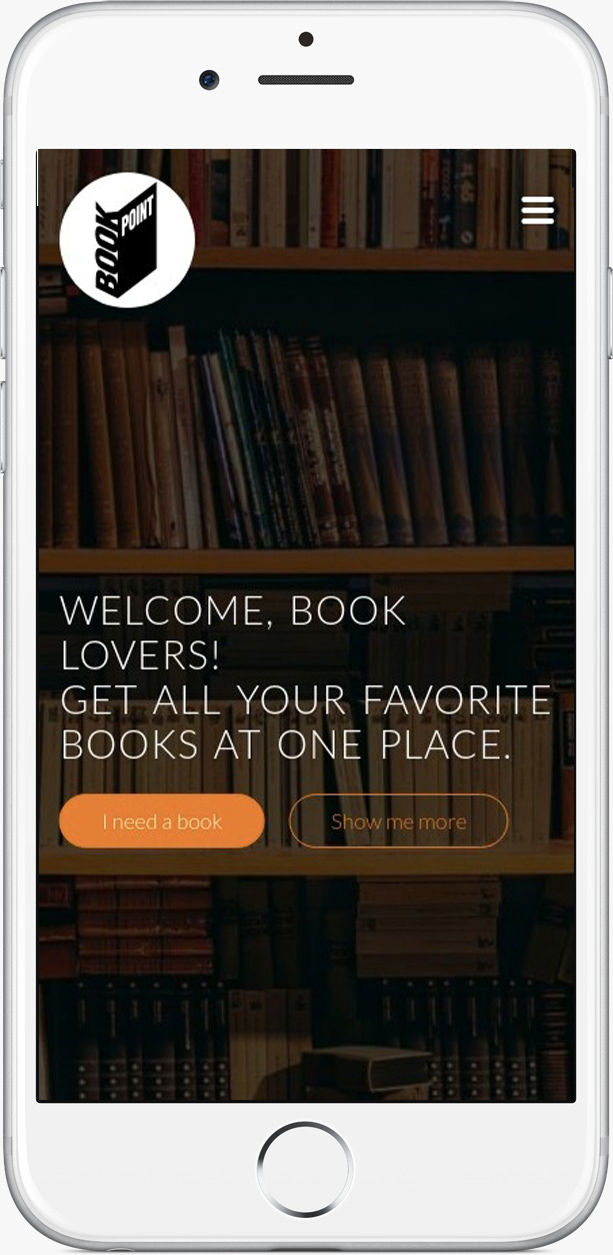 BOOK
POINT
WELCOME, BOOK
LOVERS!
GET ALL YOUR FAVORITE
BOOKS AT ONE PLACE.
I need a book
Show me more